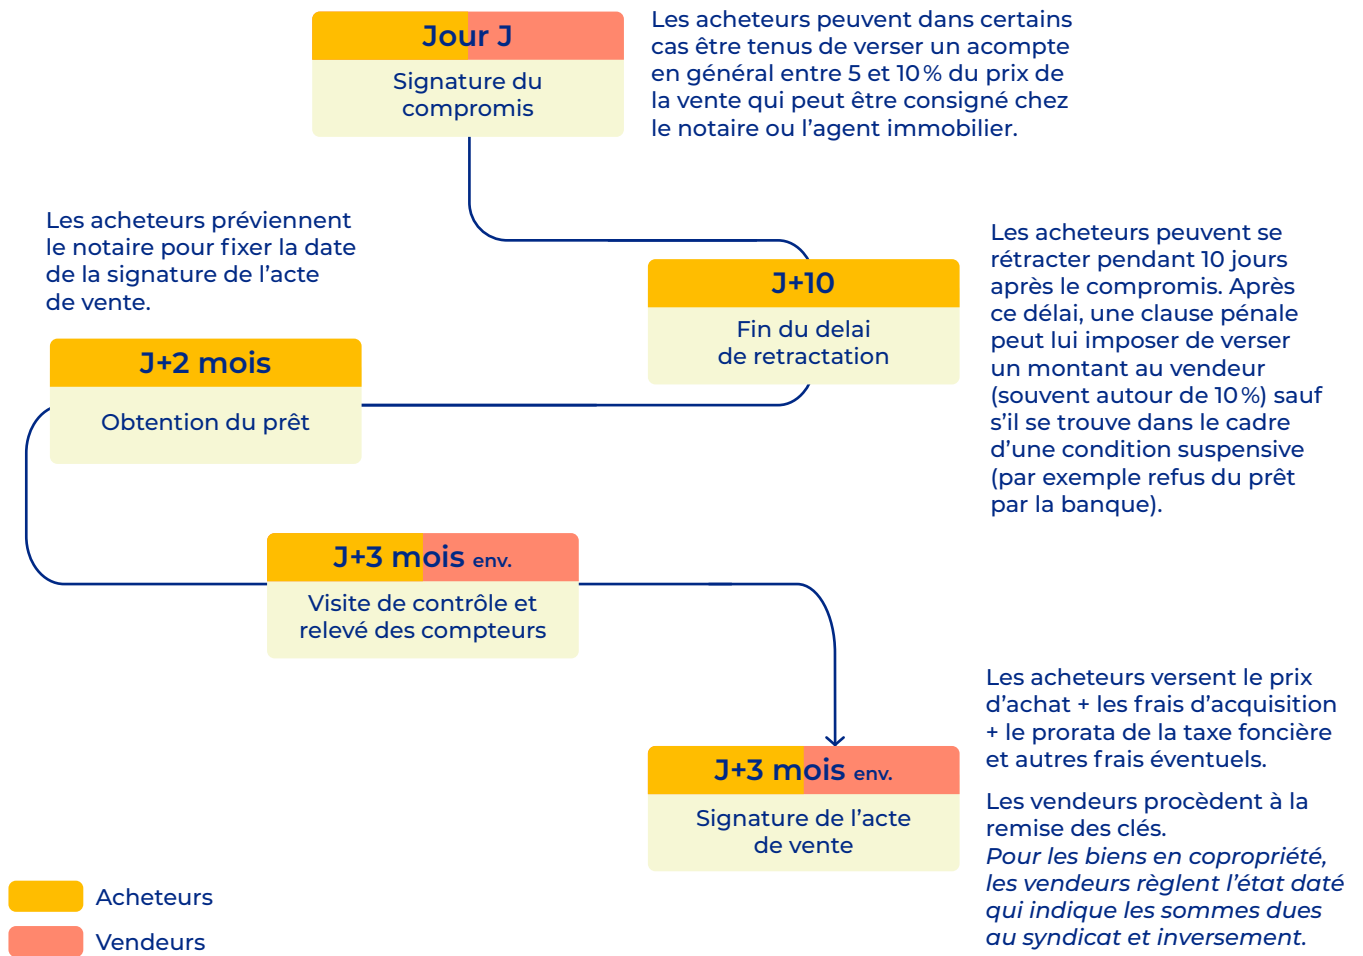 Jour J
Signature du
compromis
Les acheteurs peuvent dans certains
cas être tenus de verser un acompte
en général entre 5 et 10 % du prix de
la vente qui peut être consigné chez
le notaire ou l’agent immobilier.
J+10
Fin du delai
de retractation
Les acheteurs peuvent se
rétracter pendant 10 jours
après le compromis. Après
ce délai, une clause pénale
peut lui imposer de verser
un montant au vendeur
(souvent autour de 10 %) sauf
s’il se trouve dans le cadre
d’une condition suspensive
(par exemple refus du prêt
par la banque).
Les acheteurs préviennent
le notaire pour fixer la date
de la signature de l’acte
de vente.
J+2 mois
Obtention du prêt
J+3 mois env.
Visite de contrôle et
relevé des compteurs
J+3 mois env.
Signature de l’acte
de vente
Les acheteurs versent le prix
d’achat + les frais d’acquisition
+ le prorata de la taxe foncière
et autres frais éventuels.
Les vendeurs procèdent à la
remise des clés.
Pour les biens en copropriété,
les vendeurs règlent l’état daté
qui indique les sommes dues
au syndicat et inversement.
Acheteurs
Vendeurs